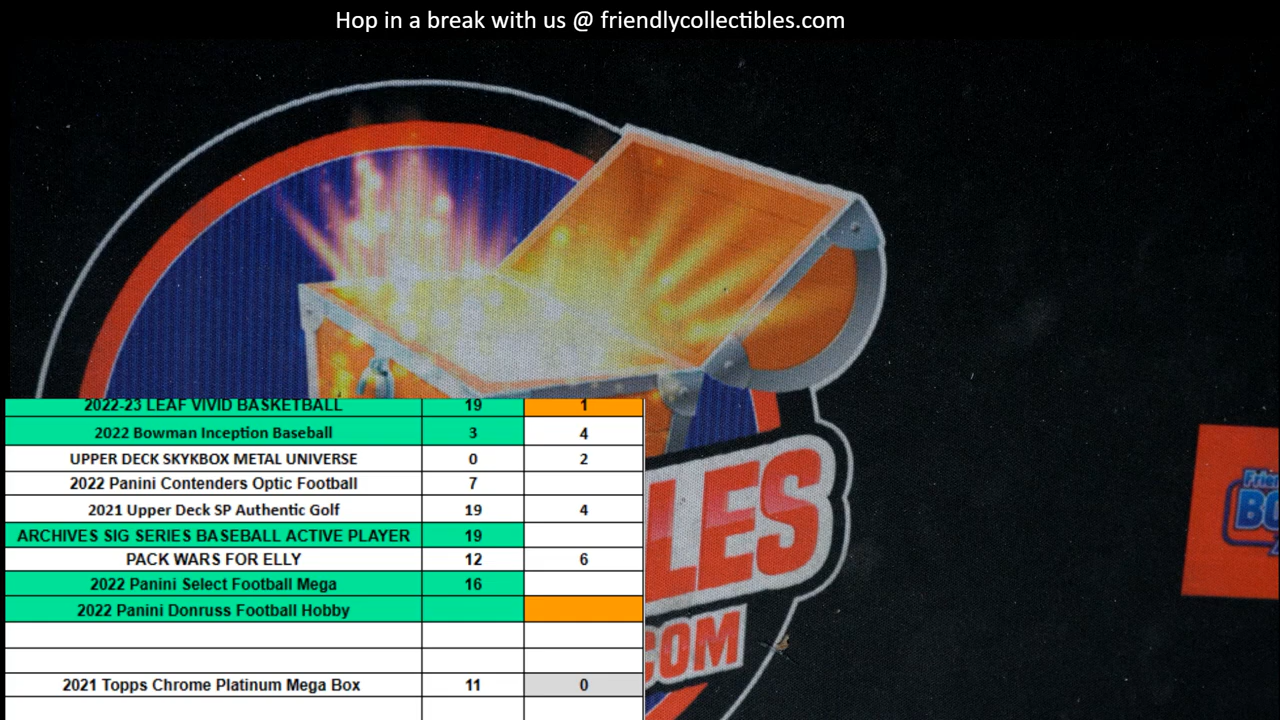 Hop in a break with us @ friendlycollectibles.com
2022-23 LEAF VIVID BASKETBALL 19 1
2022 Bowman Inception Baseball 3 4
UPPER DECK SKYKBOX METAL UNIVERSE 0 2
2022 Panini Contenders Optic Football 7
2021 Upper Deck SP Authentic Golf 19 4
ARCHIVES SIG SERIES BASEBALL ACTIVE PLAYER 19
PACK WARS FOR ELLY 12 6
2022 Panini Select Football Mega 16
2022 Panini Donruss Football Hobby
2021 Topps Chrome Platinum Mega Box 11 0
LES
COM